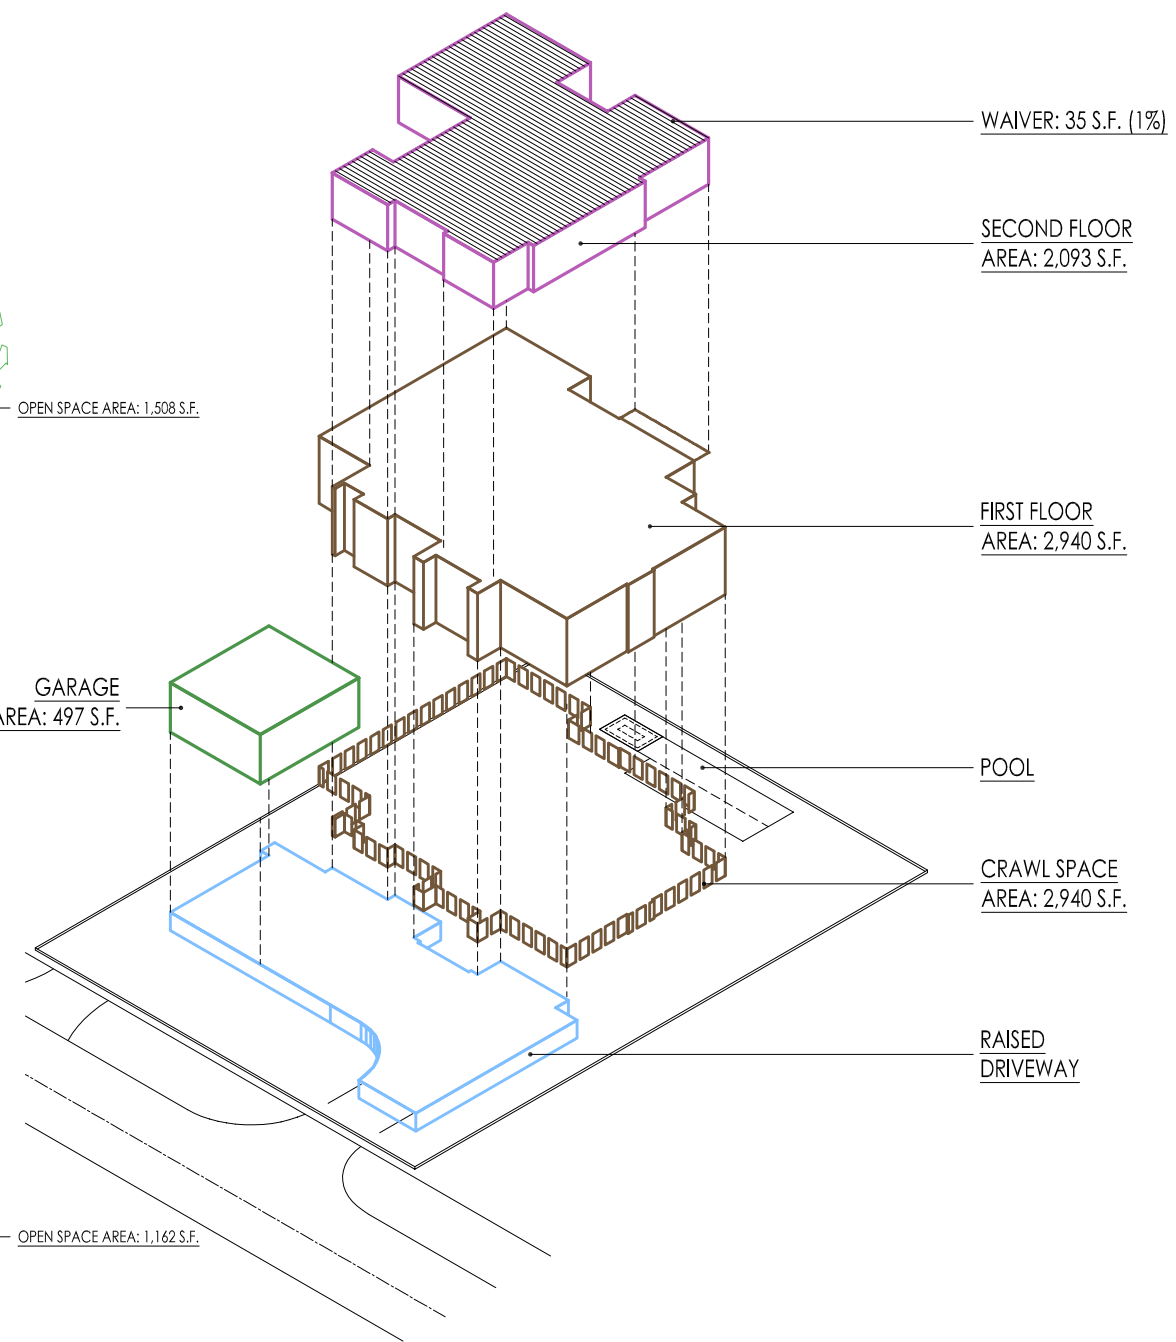 WAIVER: 35 S.F. (1%)
SECOND FLOOR
AREA: 2,093 S.F.
OPEN SPACE AREA: 1,508 S.F.
FIRST FLOOR
AREA: 2,940 S.F.
GARAGE
AREA: 497 S.F.
POOL
CRAWL SPACE
AREA: 2,940 S.F.
RAISED
DRIVEWAY
OPEN SPACE AREA: 1,162 S.F.